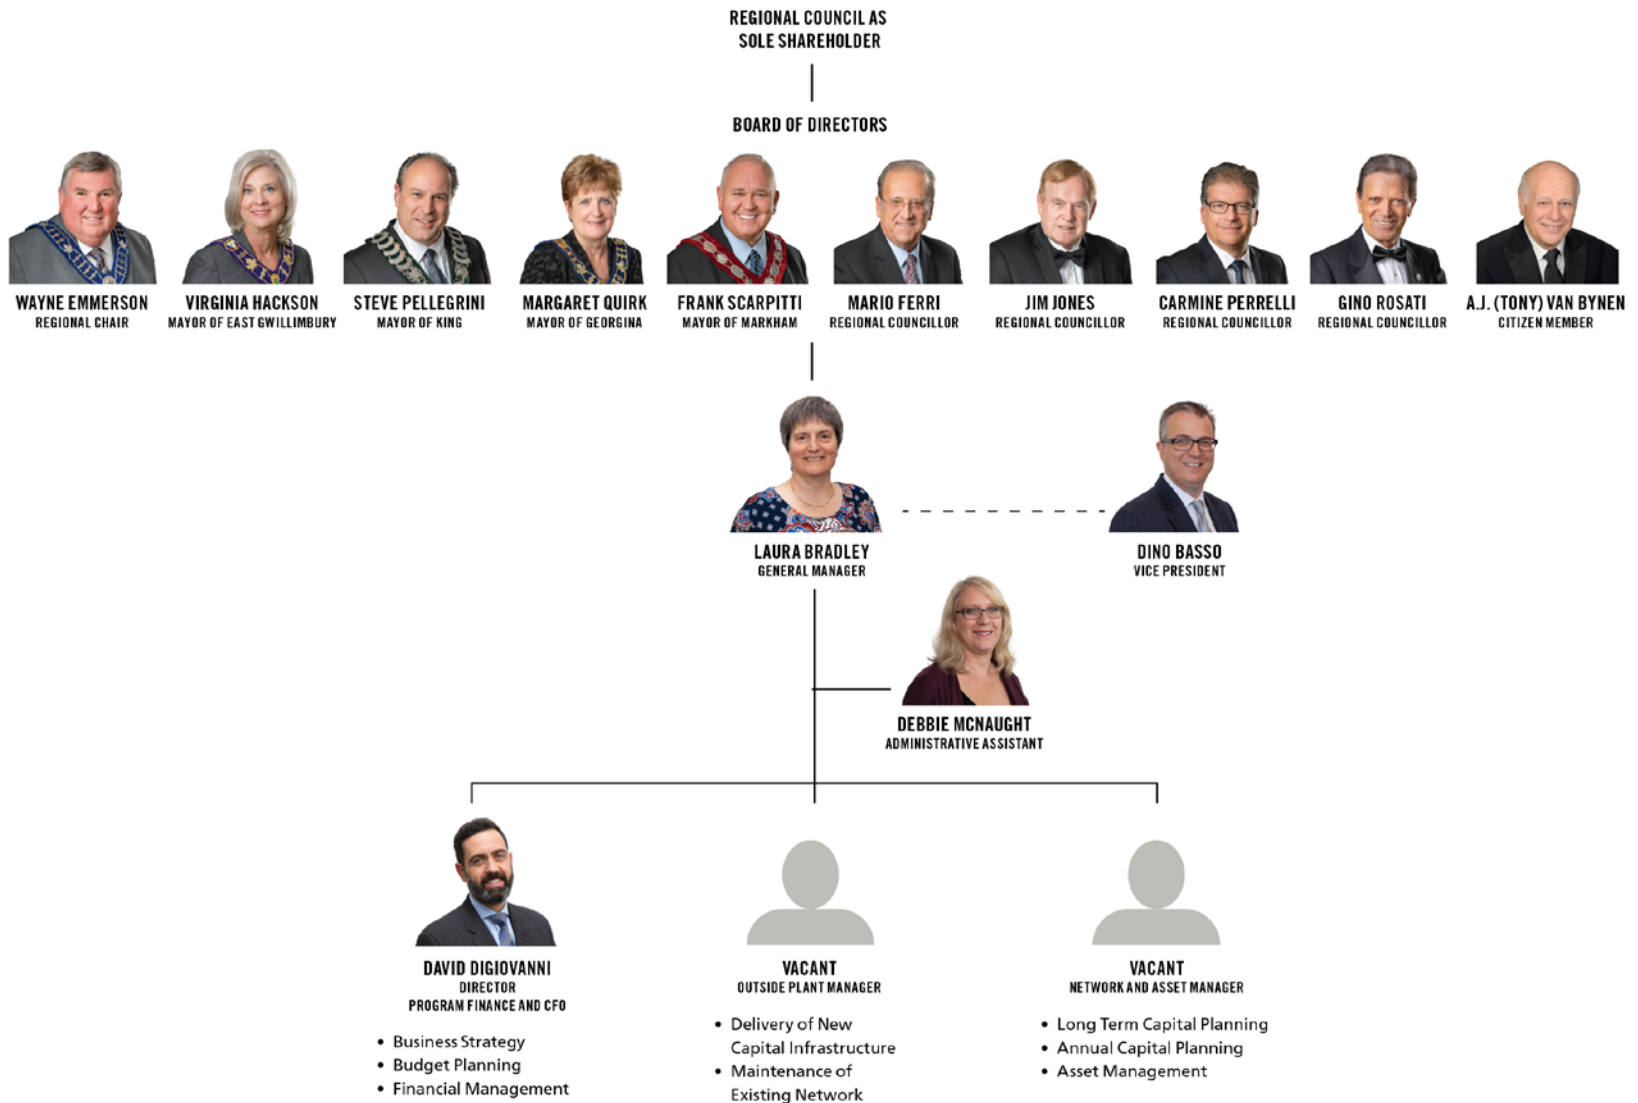 REGIONAL COUNCIL AS
SOLE SHAREHOLDER
BOARD OF DIRECTORS
WAYNE EMMERSON
REGIONAL CHAIR
VIRGINIA HACKSON
MAYOR OF EAST GWILLIMBURY
STEVE PELLEGRINI
MAYOR OF KING
MARGARET QUIRK
MAYOR OF GEORGINA
FRANK SCARPITTI
MAYOR OF MARKHAM
MARIO FERRI
REGIONAL COUNCILLOR
JIM JONES
REGIONAL COUNCILLOR
CARMINE PERRELLI
REGIONAL COUNCILLOR
GINO ROSATI
REGIONAL COUNCILLOR
A.J. (TONY) VAN BYNEN
CITIZEN MEMBER
LAURA BRADLEY
GENERAL MANAGER
DINO BASSO
VICE PRESIDENT
DEBBIE MCNAUGHT
ADMINISTRATIVE ASSISTANT
DAVID DIGIOVANNI
DIRECTOR
PROGRAM FINANCE AND CFO
• Business Strategy
• Budget Planning
• Financial Management
VACANT
OUTSIDE PLANT MANAGER
• Delivery of New
Capital Infrastructure
• Maintenance of
Existing Network
VACANT
NETWORK AND ASSET MANAGER
• Long Term Capital Planning
• Annual Capital Planning
• Asset Management